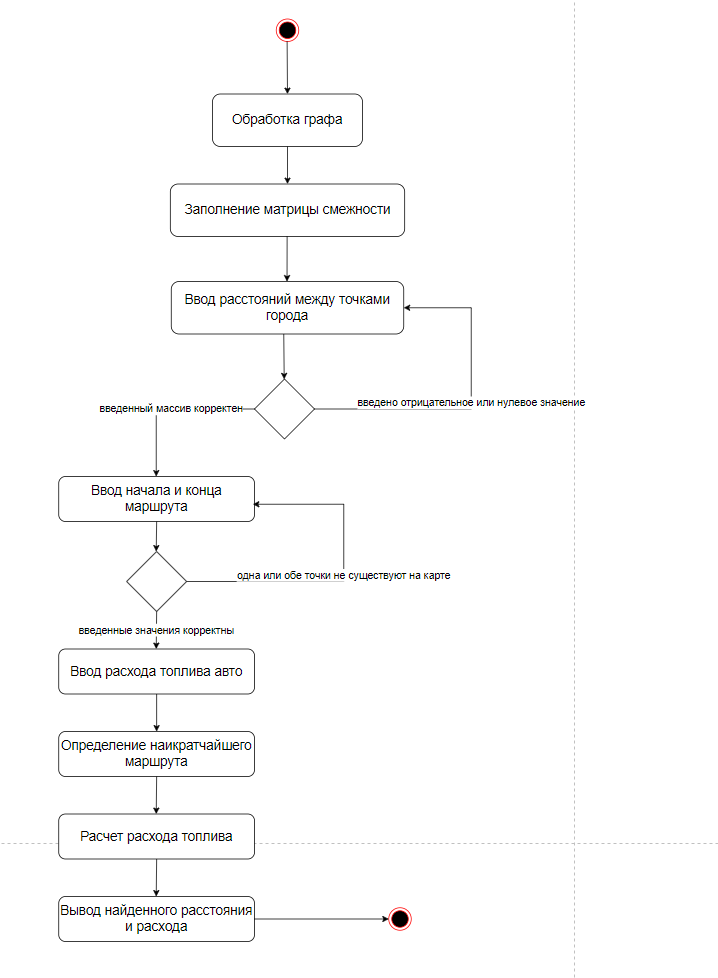 Обработка графа
Заполнение матрицы смежности
Ввод расстояний между точками
города
введено отрицательное или нулевое значение
введенный массив корректен
Ввод начала и конца
маршрута
одна или обе точки не существуют на карте
введенные значения корректны
Ввод расхода топлива авто
Определение наикратчайшего
маршрута
Расчет расхода топлива
Вывод найденного расстояния
и расхода